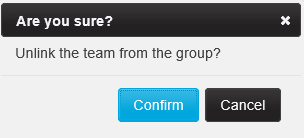 Are you sure?
Unlink the team from the group?
Confirm Cancel